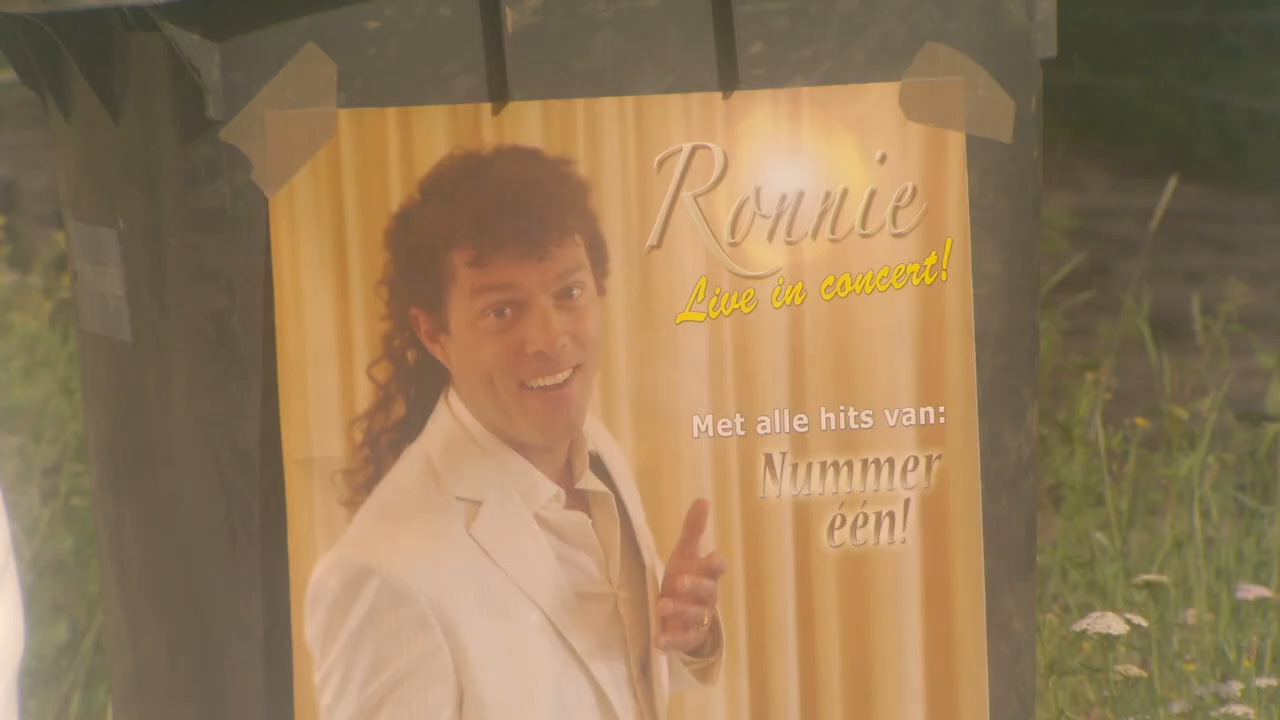 Ronnie
Live in concert!
Met alle hits van:
Nummer
één!